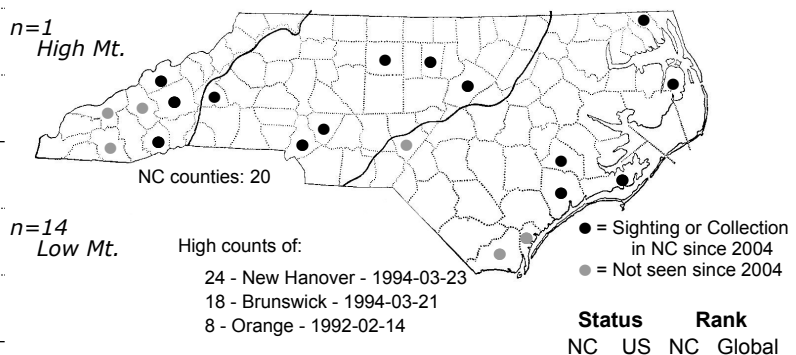 n=1
High Mt.
NC counties: 20
n=14
Low Mt.
High counts of:
24 - New Hanover - 1994-03-23
18 - Brunswick - 1994-03-21
8 - Orange - 1992-02-14
= Sighting or Collection
in NC since 2004
= Not seen since 2004
Status Rank
NC US NC Global